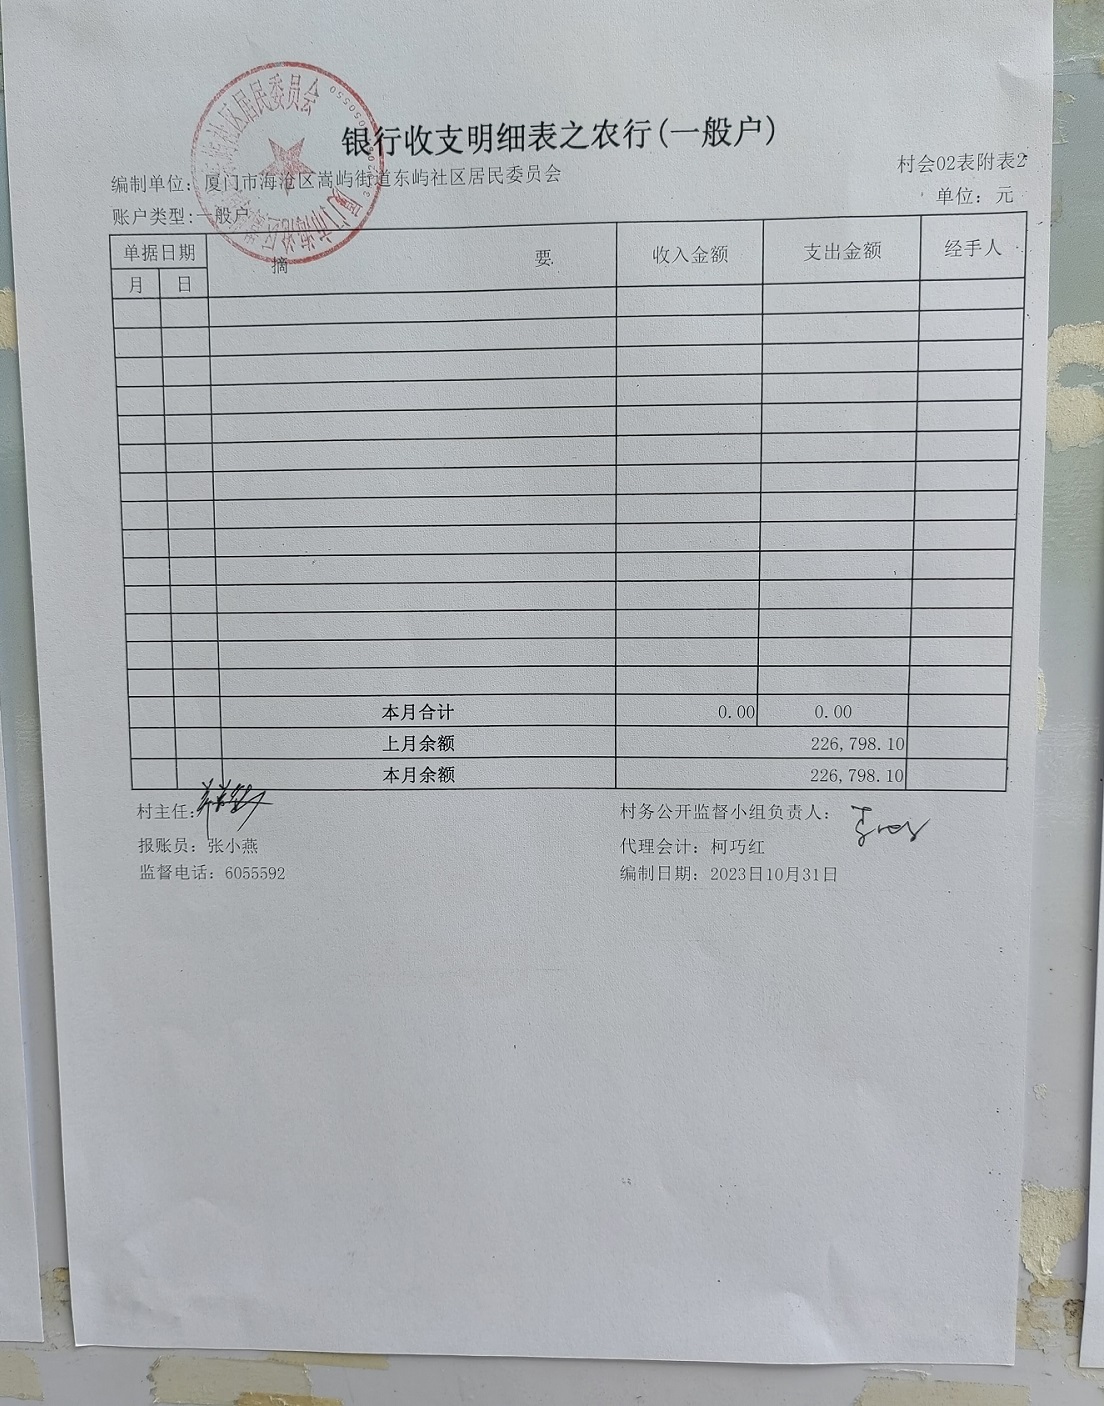 银行收支明细表之农行(一般户)
村会02表附表2
编制单位：厦门市海沧区嵩屿街道东屿社区居民委员会
单位：元
账户类型:一般户
单据日期 摘 要 收入金额 支出金额 经手人
月 日
本月合计 0.00 0.00
上月余额 226,798.10
本月余额 226,798.10
村主任: 村务公开监督小组负责人：
报账员：张小燕 代理会计：柯巧红
监督电话：6055592 编制日期：2023日10月31日